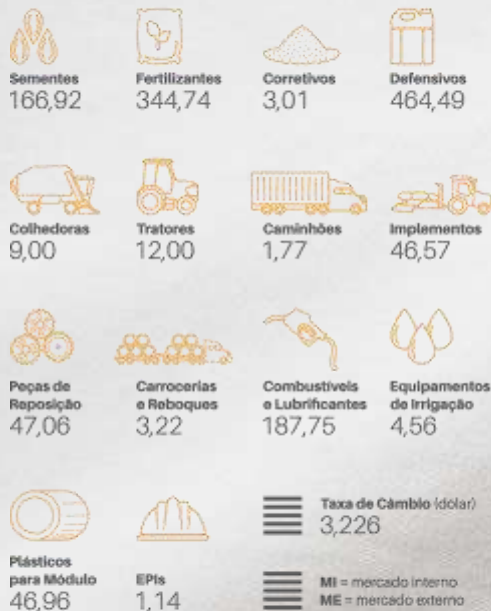 Sementes
166,92
Fertilizantes
344,74
Corretivos
3,01
Defensivos
464,49
Colhedoras
9,00
Tratores
12,00
Caminhões
1,77
Implementos
46,57
Peças de
Reposição
47,06
Carrocerias
e Reboques
3,22
Combustíveis
e Lubrificantes
187,75
Equipamentos
de Irrigação
4,56
Plásticos
para Módulo
46,96
EPIs
1,14
Taxa de Câmbio (dólar)
3,226
MI = mercado interno
ME = mercado externo